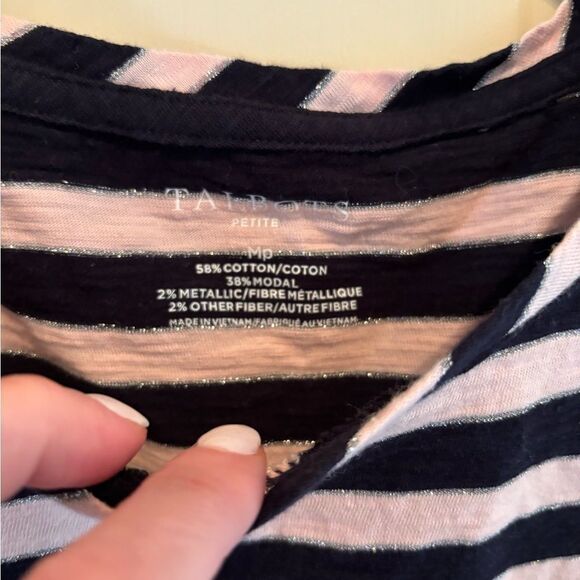 TALBOTS
PETITE
Mp
58% COTTON/COTON
38% MODAL
2% METALLIC/FIBRE MÉTALLIQUE
2% OTHER FIBER/AUTRE FIBRE
MADE IN VIETNAM/FABRIQUÉ AU VIETNAM